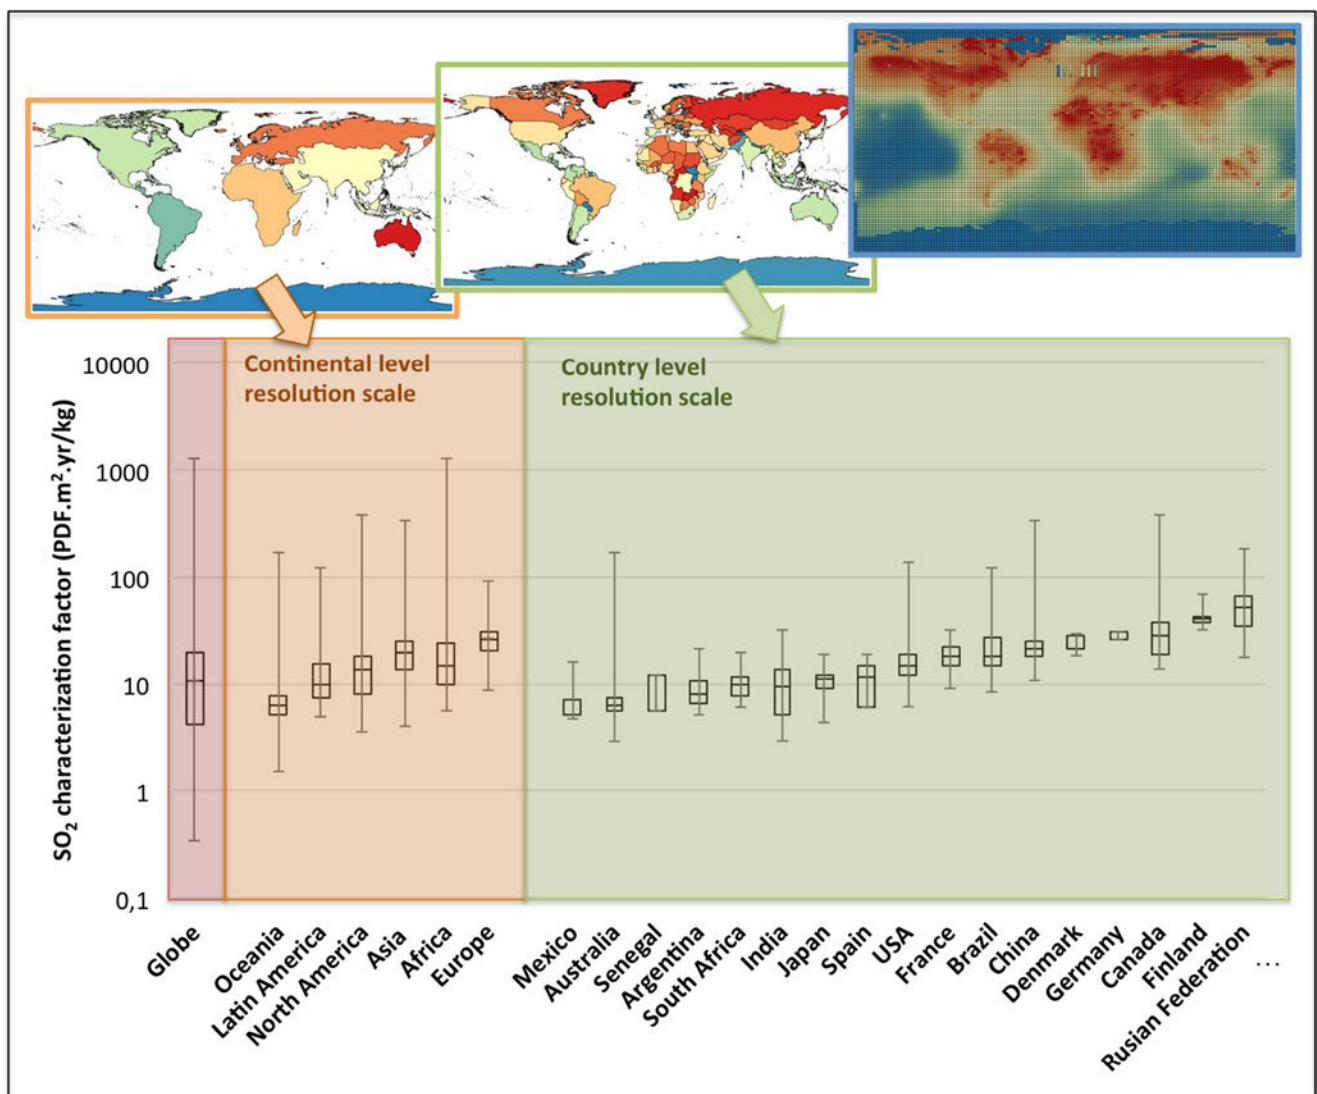 Continental level
resolution scale
Country level
resolution scale
SO₂ characterization factor (PDF.m².yr/kg)
10000
1000
100
10
1
0,1
Globe
Oceania
Latin America
North America
Asia
Africa
Europe
Mexico
Australia
Senegal
Argentina
South Africa
India
Japan
Spain
USA
France
Brazil
China
Denmark
Germany
Canada
Finland
Rusian Federation
...